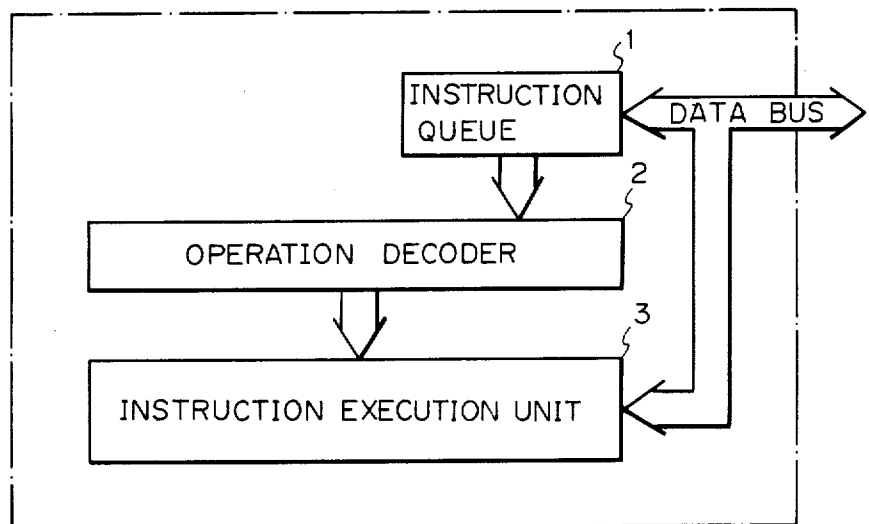 1
INSTRUCTION
QUEUE
DATA BUS
2
OPERATION DECODER
3
INSTRUCTION EXECUTION UNIT